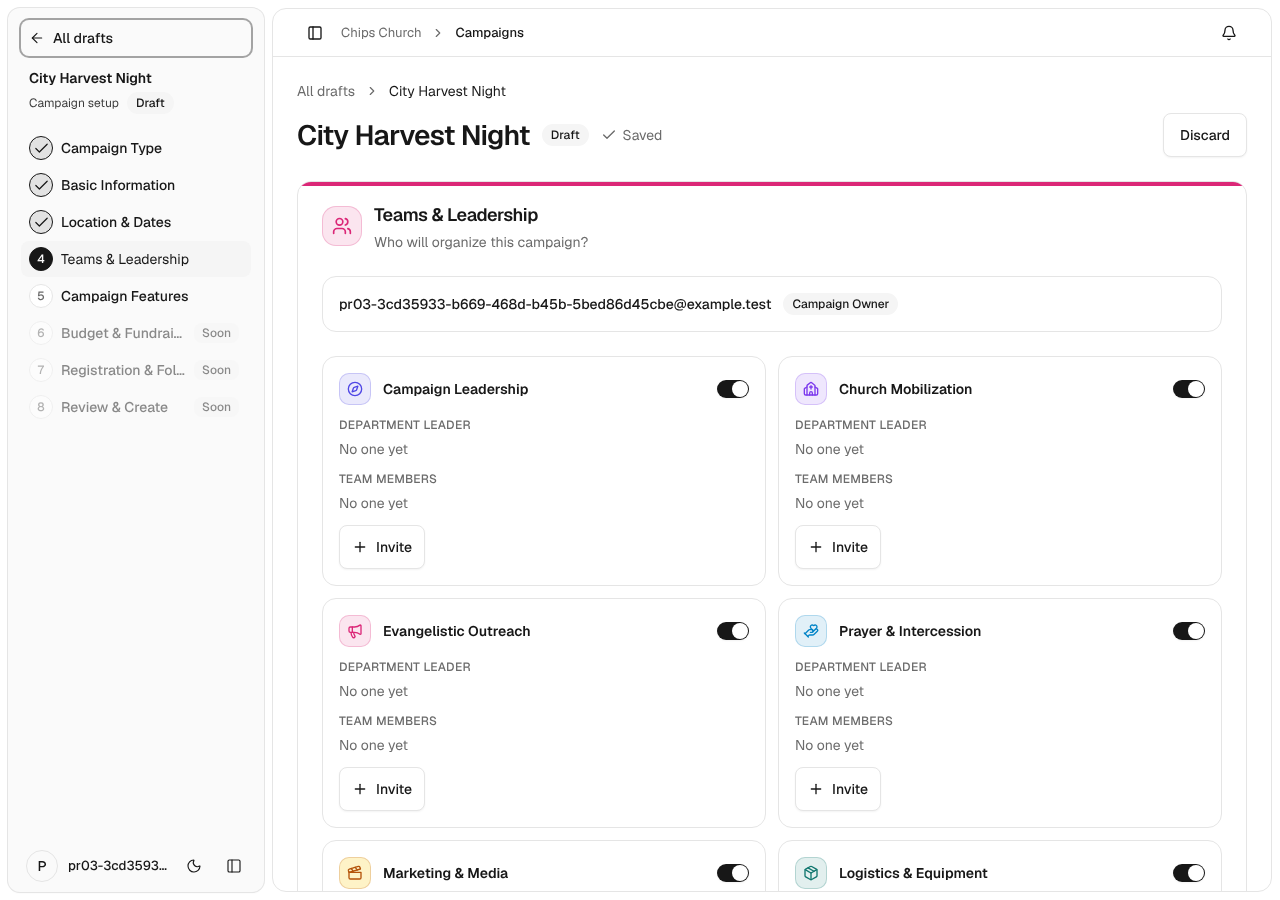 All drafts
City Harvest Night
Campaign setup Draft
Campaign Type
Basic Information
Location & Dates
4 Teams & Leadership
5 Campaign Features
6 Budget & Fundrai... Soon
7 Registration & Fol... Soon
8 Review & Create Soon
P pr03-3cd3593...
Chips Church Campaigns
All drafts City Harvest Night
City Harvest Night Draft Saved
Discard
Teams & Leadership
Who will organize this campaign?
pr03-3cd35933-b669-468d-b45b-5bed86d45cbe@example.test Campaign Owner
Campaign Leadership
DEPARTMENT LEADER
No one yet
TEAM MEMBERS
No one yet
Invite
Church Mobilization
DEPARTMENT LEADER
No one yet
TEAM MEMBERS
No one yet
Invite
Evangelistic Outreach
DEPARTMENT LEADER
No one yet
TEAM MEMBERS
No one yet
Invite
Prayer & Intercession
DEPARTMENT LEADER
No one yet
TEAM MEMBERS
No one yet
Invite
Marketing & Media
Logistics & Equipment